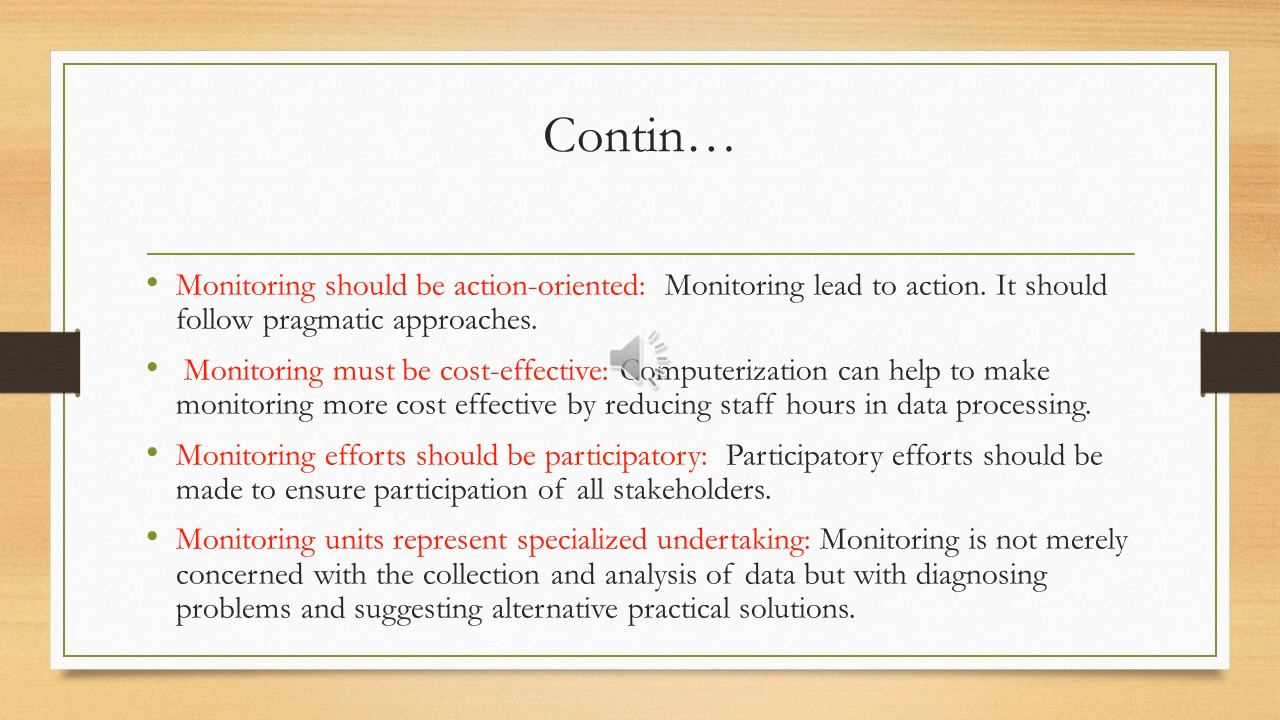 Contin…
• Monitoring should be action-oriented: Monitoring lead to action. It should
follow pragmatic approaches.
• Monitoring must be cost-effective: Computerization can help to make
monitoring more cost effective by reducing staff hours in data processing.
• Monitoring efforts should be participatory: Participatory efforts should be
made to ensure participation of all stakeholders.
• Monitoring units represent specialized undertaking: Monitoring is not merely
concerned with the collection and analysis of data but with diagnosing
problems and suggesting alternative practical solutions.